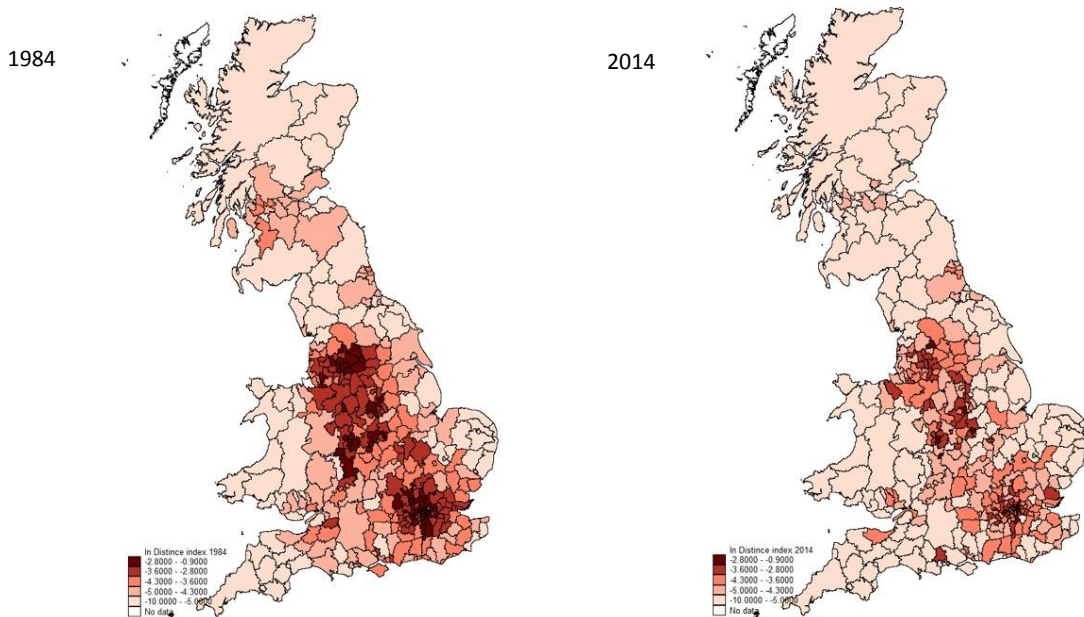 1984
2014
ln Distince index 1984
-2.8000 - -0.9000
-3.6000 - -2.8000
-4.3000 - -3.6000
-5.0000 - -4.3000
-10.0000 - -5.0000
No data
ln Distince index 2014
-2.8000 - -0.9000
-3.6000 - -2.8000
-4.3000 - -3.6000
-5.0000 - -4.3000
-10.0000 - -5.0000
No data